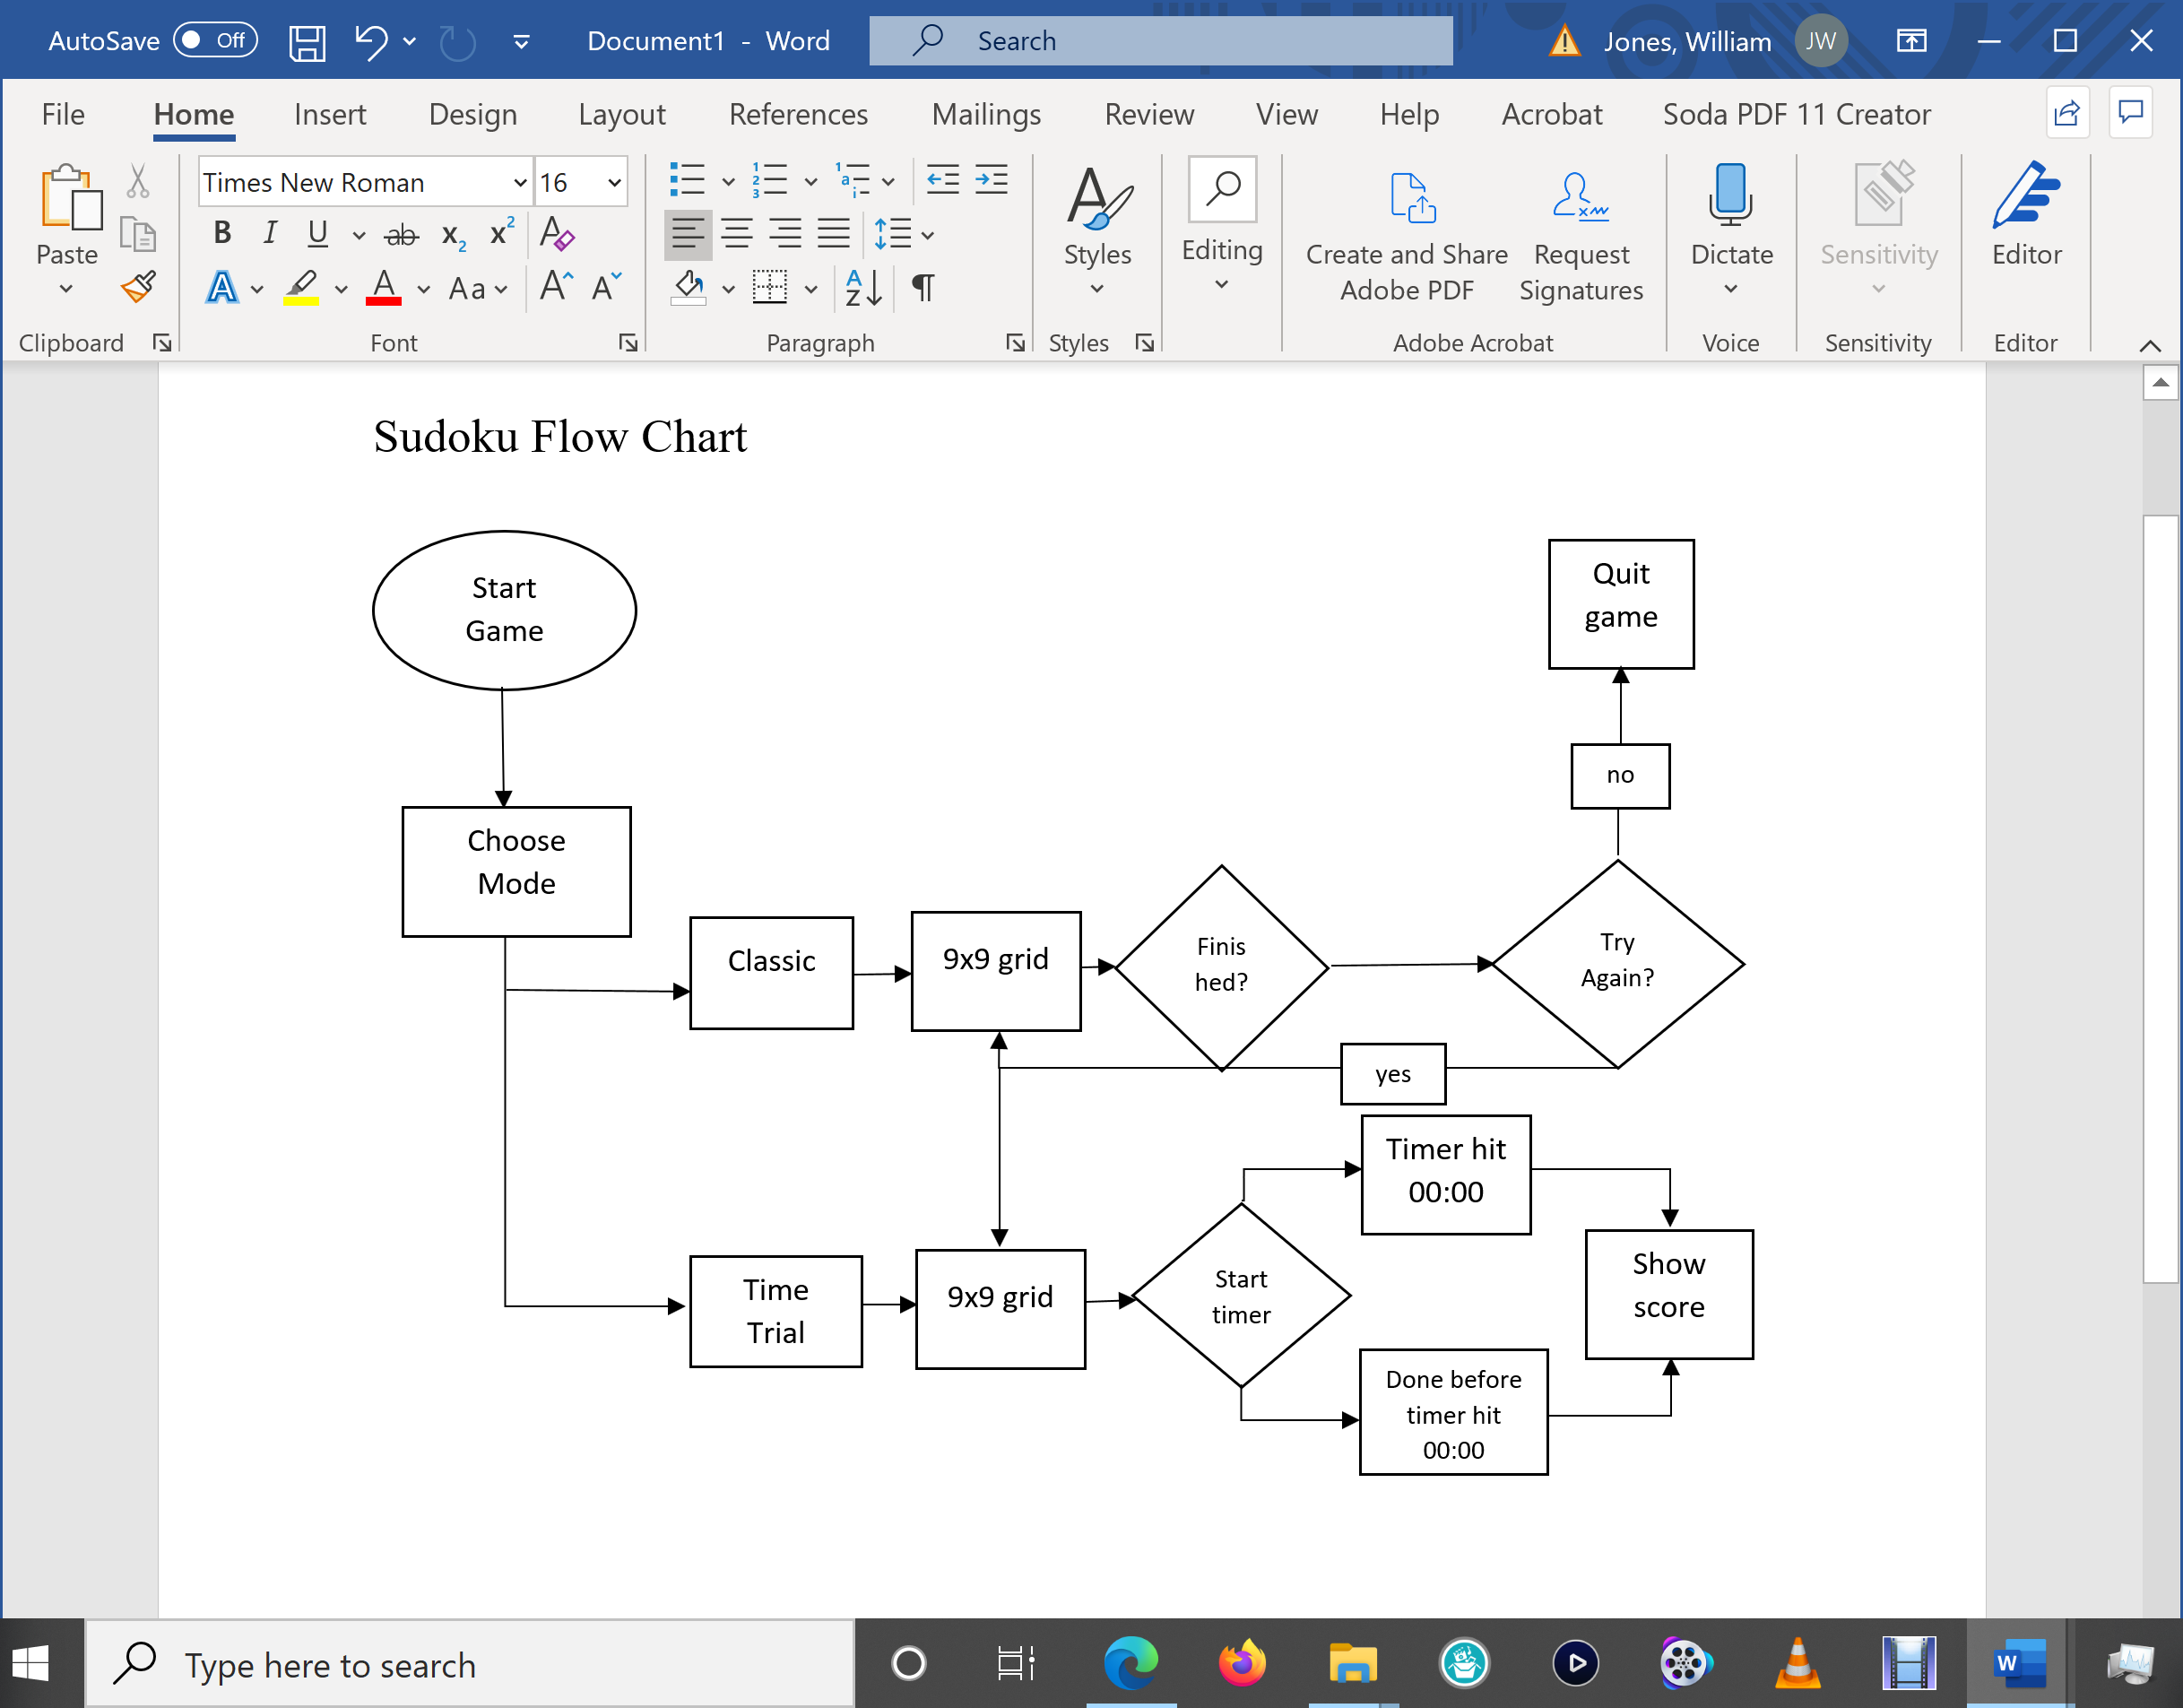 AutoSave Off Document1 - Word Search Jones, William JW
File Home Insert Design Layout References Mailings Review View Help Acrobat Soda PDF 11 Creator
Paste
Clipboard
Times New Roman 16
B I U ab x₂ x²
A A Aa A A
Font
A Z
Paragraph
Styles
Styles
Editing
Create and Share
Adobe PDF
Request
Signatures
Adobe Acrobat
Dictate
Voice
Sensitivity
Sensitivity
Editor
Editor
Sudoku Flow Chart
Start
Game
Quit
game
no
Choose
Mode
Classic
9x9 grid
Finis
hed?
Try
Again?
yes
Timer hit
00:00
Time
Trial
9x9 grid
Start
timer
Show
score
Done before
timer hit
00:00
Type here to search
W